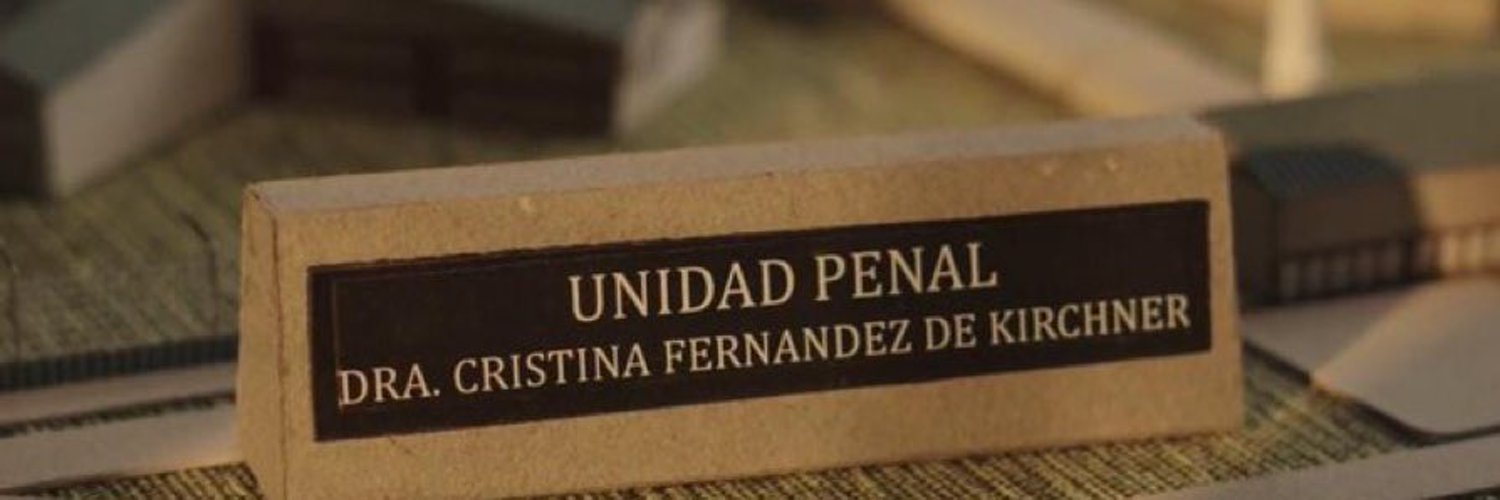 UNIDAD PENAL
DRA. CRISTINA FERNANDEZ DE KIRCHNER